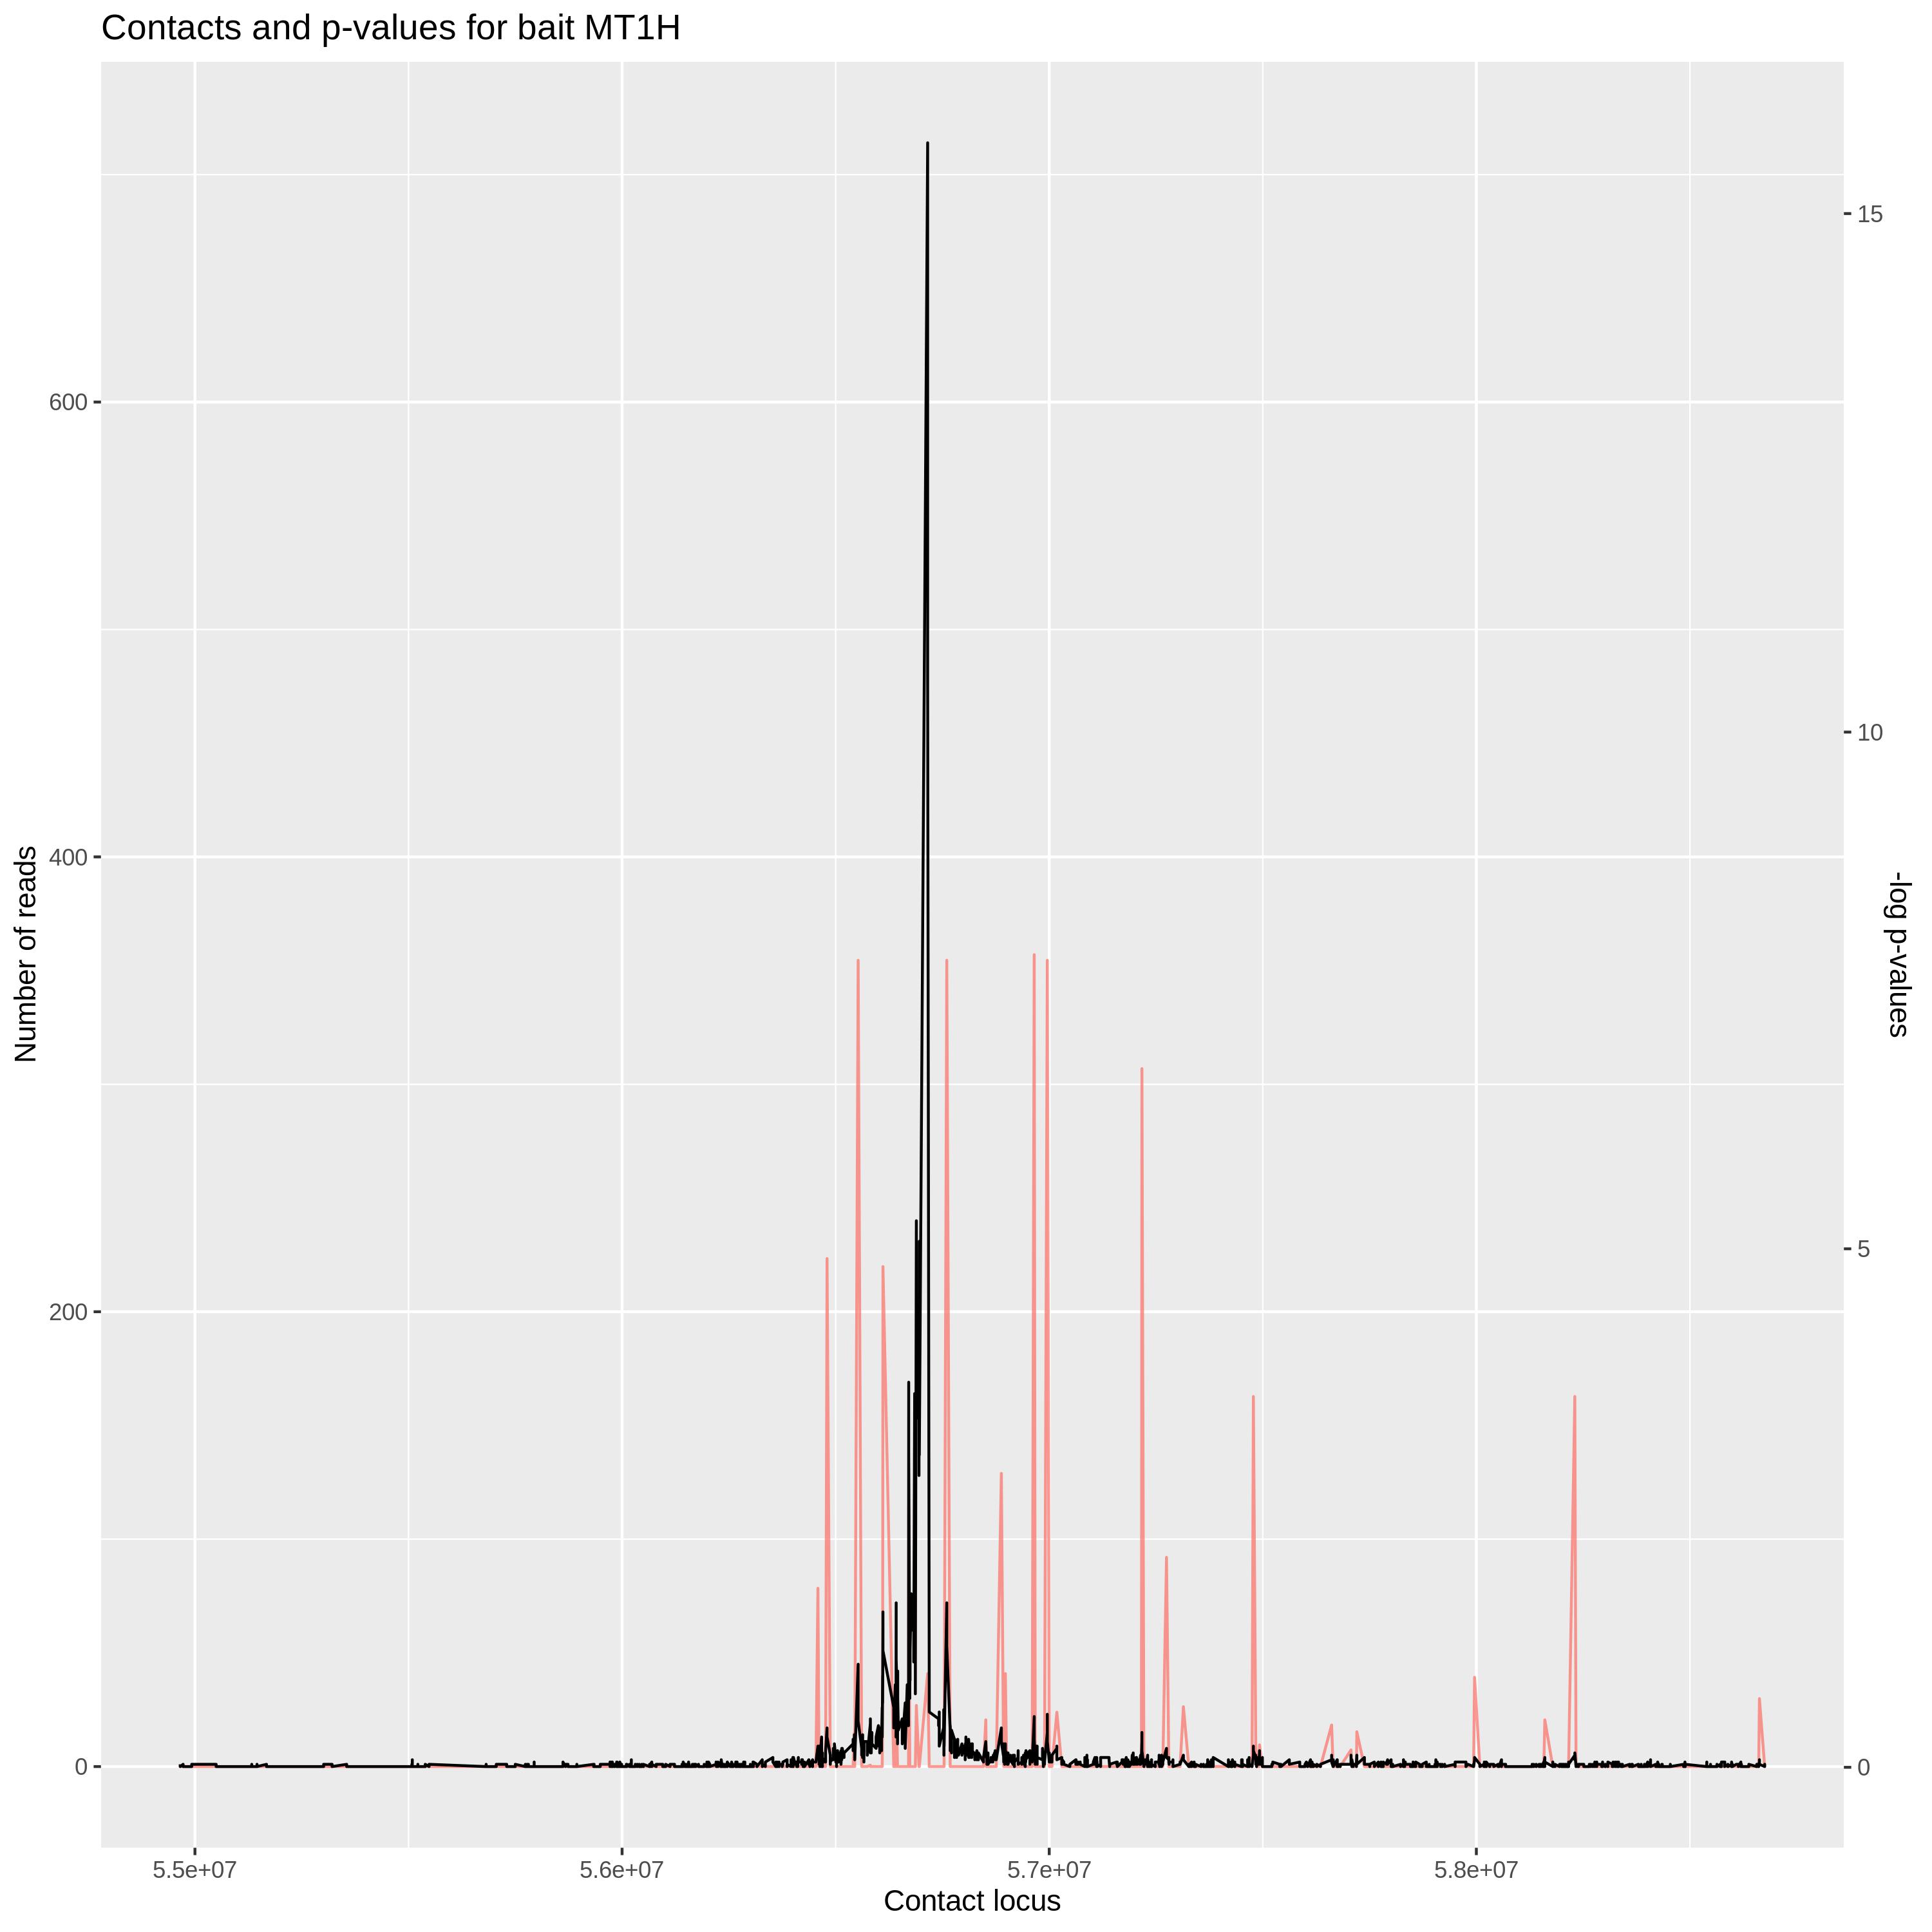 Contacts and p-values for bait MT1H
15
600
10
400
Number of reads
-log p-values
5
200
0
0
5.5e+07 5.6e+07 5.7e+07 5.8e+07
Contact locus